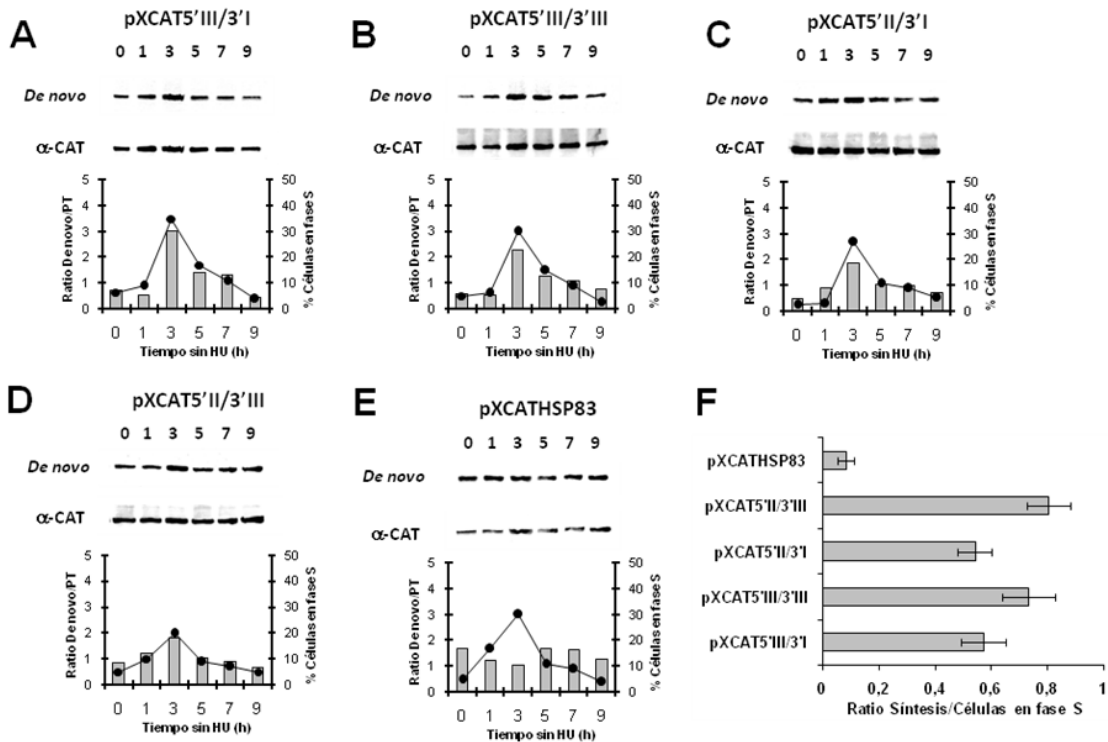 A
pXCAT5'III/3'I
0 1 3 5 7 9
De novo
α-CAT
Ratio De novo/PT
5
4
3
2
1
0
50
40
30
20
10
0
% Células en fase S
0 1 3 5 7 9
Tiempo sin HU (h)
B
pXCAT5'III/3'III
0 1 3 5 7 9
De novo
α-CAT
Ratio De novo/PT
5
4
3
2
1
0
50
40
30
20
10
0
% Células en fase S
0 1 3 5 7 9
Tiempo sin HU (h)
C
pXCAT5'II/3'I
0 1 3 5 7 9
De novo
α-CAT
Ratio De novo/PT
5
4
3
2
1
0
50
40
30
20
10
0
% Células en fase S
0 1 3 5 7 9
Tiempo sin HU (h)
D
pXCAT5'II/3'III
0 1 3 5 7 9
De novo
α-CAT
Ratio De novo/PT
5
4
3
2
1
0
50
40
30
20
10
0
% Células en fase S
0 1 3 5 7 9
Tiempo sin HU (h)
E
pXCATHSP83
0 1 3 5 7 9
De novo
α-CAT
Ratio De novo/PT
5
4
3
2
1
0
50
40
30
20
10
0
% Células en fase S
0 1 3 5 7 9
Tiempo sin HU (h)
F
pXCATHSP83
pXCAT5'II/3'III
pXCAT5'II/3'I
pXCAT5'III/3'III
pXCAT5'III/3'I
0 0,2 0,4 0,6 0,8 1
Ratio Síntesis/Células en fase S